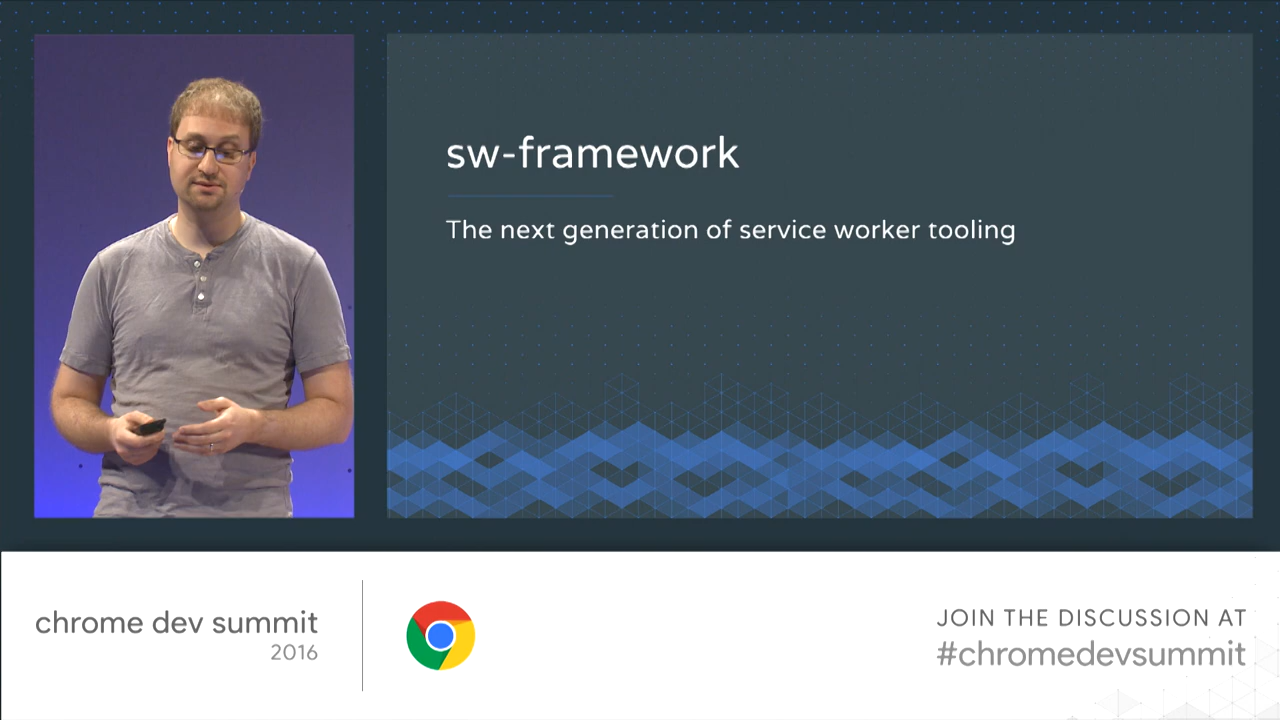 sw-framework
The next generation of service worker tooling
chrome dev summit
2016
JOIN THE DISCUSSION AT
#chromedevsummit